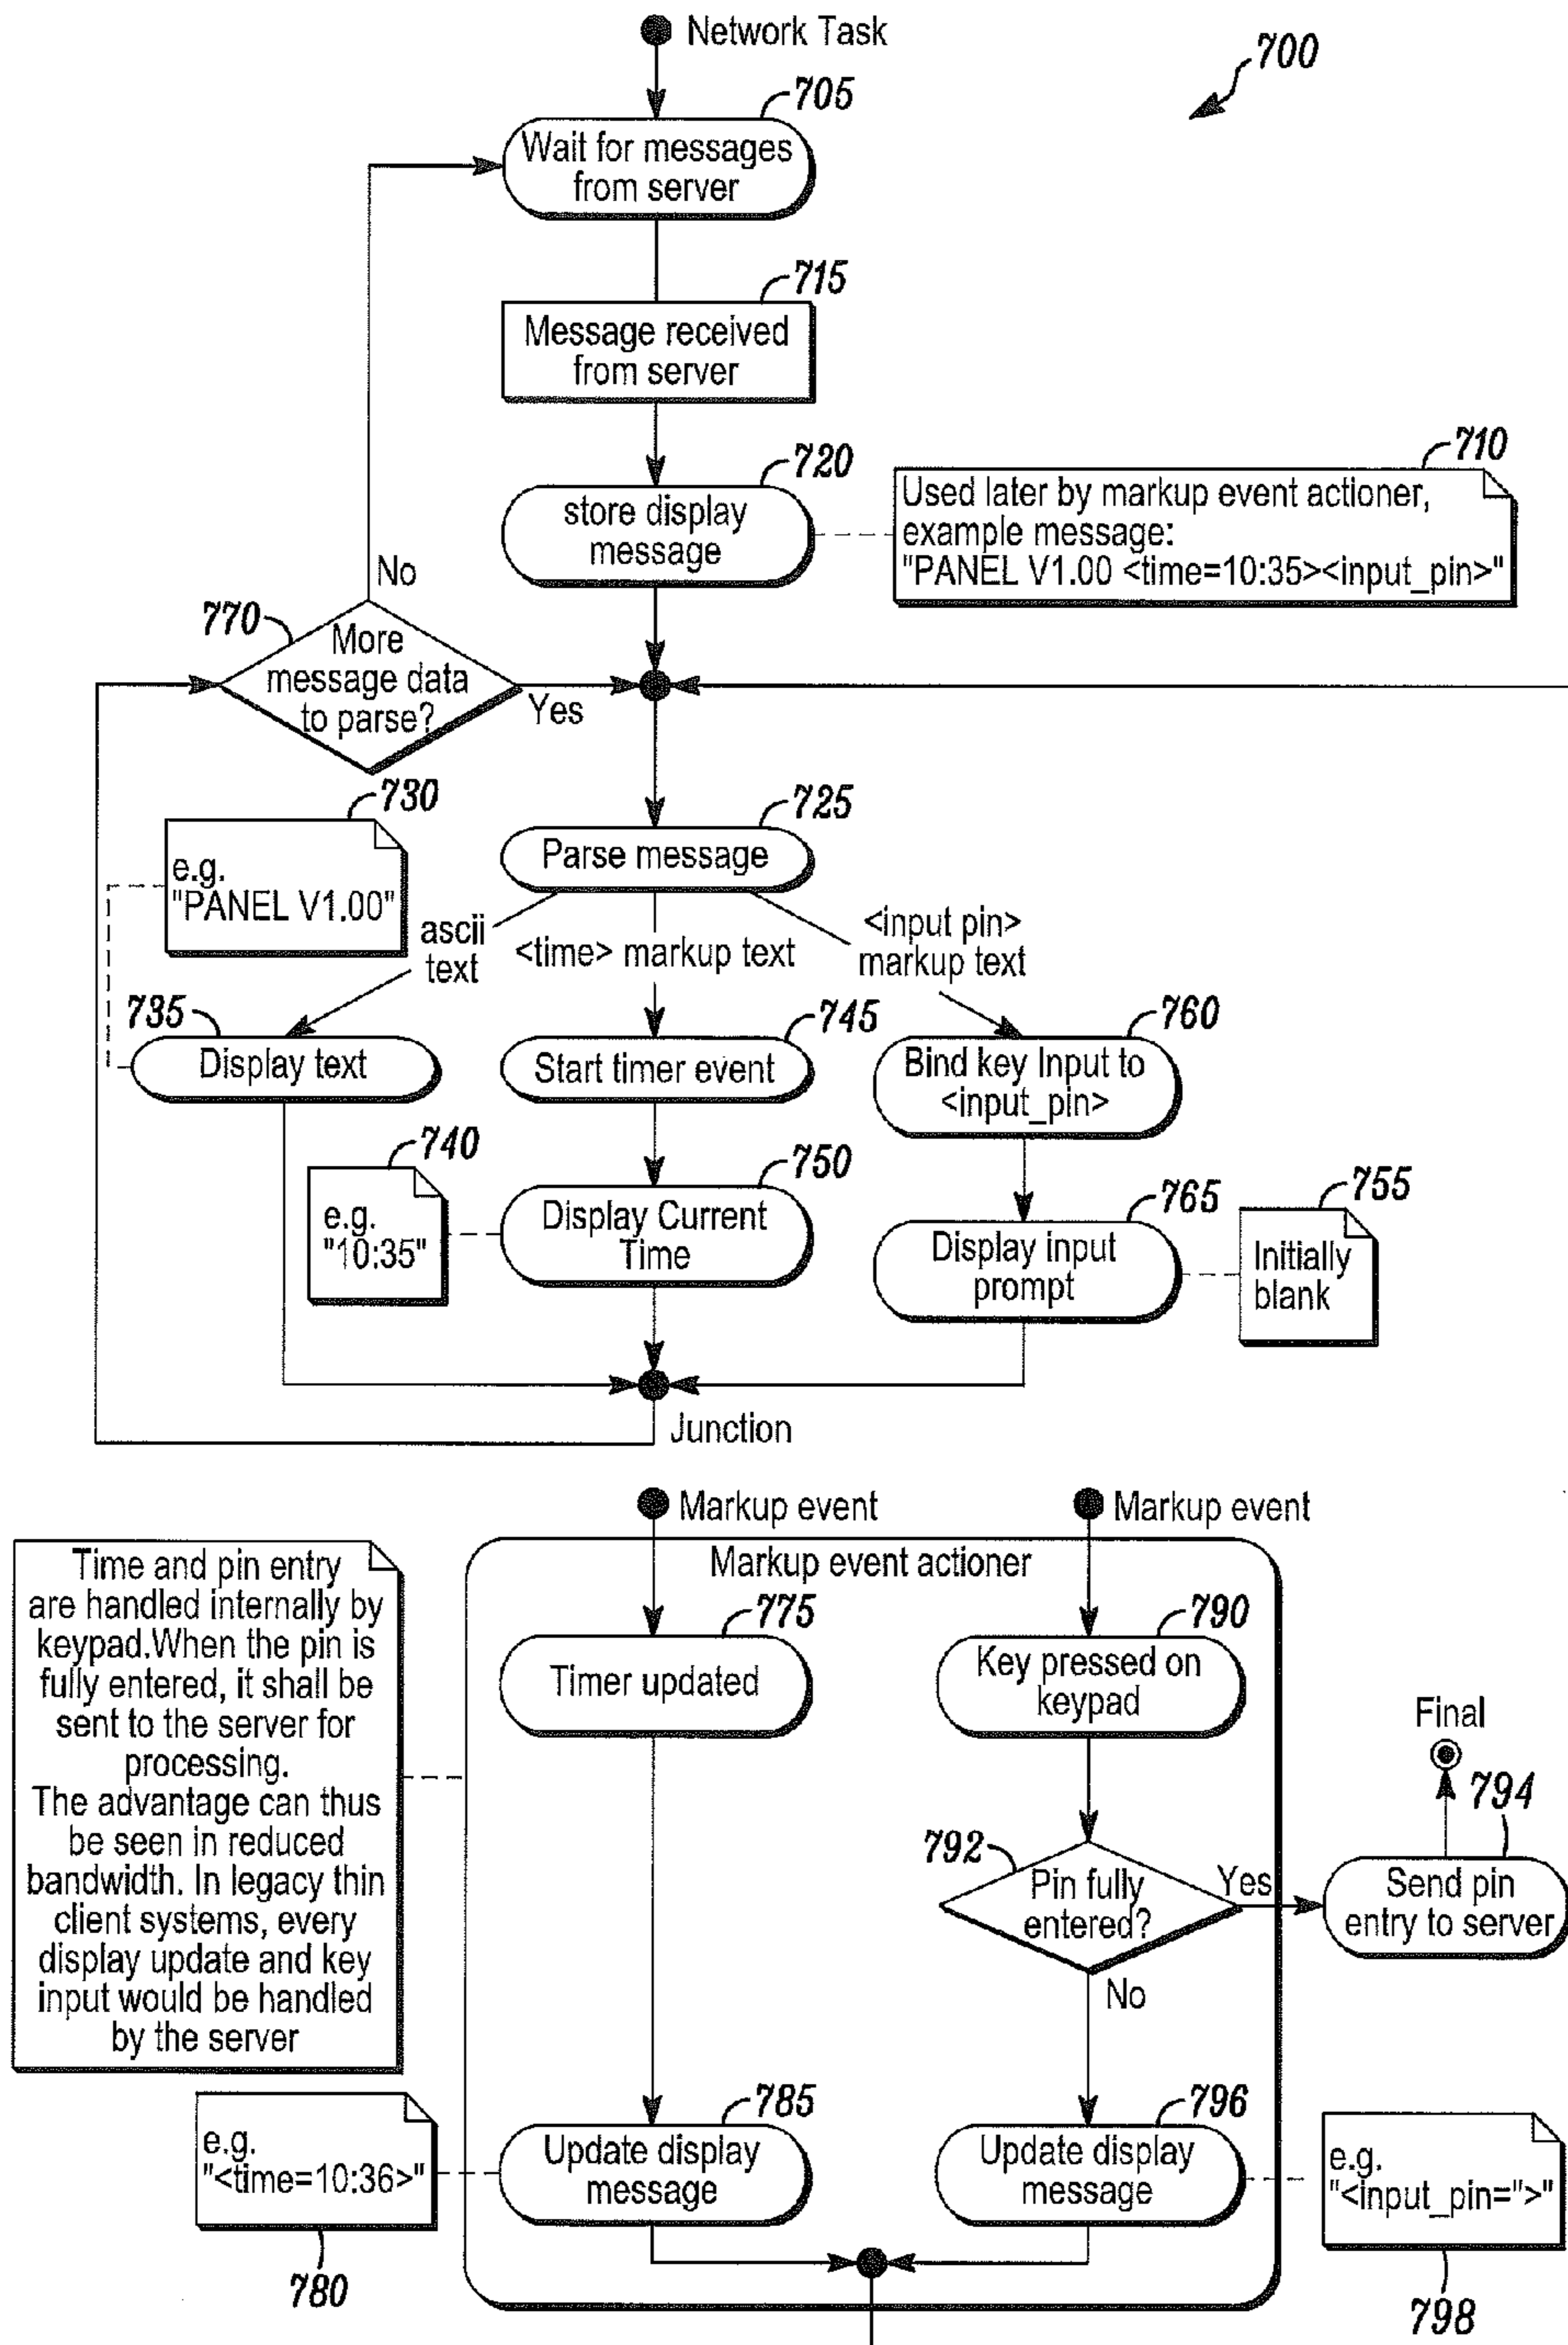 Network Task
700
705
Wait for messages
from server
715
Message received
from server
720
store display
message
710
Used later by markup event actioner,
example message:
"PANEL V1.00 <time=10:35><input_pin>"
No
770
More
message data
to parse?
Yes
730
e.g.
"PANEL V1.00"
725
Parse message
ascii
text
<time> markup text
<input pin>
markup text
735
Display text
745
Start timer event
760
Bind key Input to
<input_pin>
740
e.g.
"10:35"
750
Display Current
Time
765
Display input
prompt
755
Initially
blank
Junction
Markup event
Markup event
Markup event actioner
Time and pin entry
are handled internally by
keypad.When the pin is
fully entered, it shall be
sent to the server for
processing.
The advantage can thus
be seen in reduced
bandwidth. In legacy thin
client systems, every
display update and key
input would be handled
by the server
775
Timer updated
790
Key pressed on
keypad
Final
794
792
Pin fully
entered?
Yes
Send pin
entry to server
No
785
Update display
message
796
Update display
message
e.g.
"<time=10:36>"
780
e.g.
"<input_pin=''>"
798